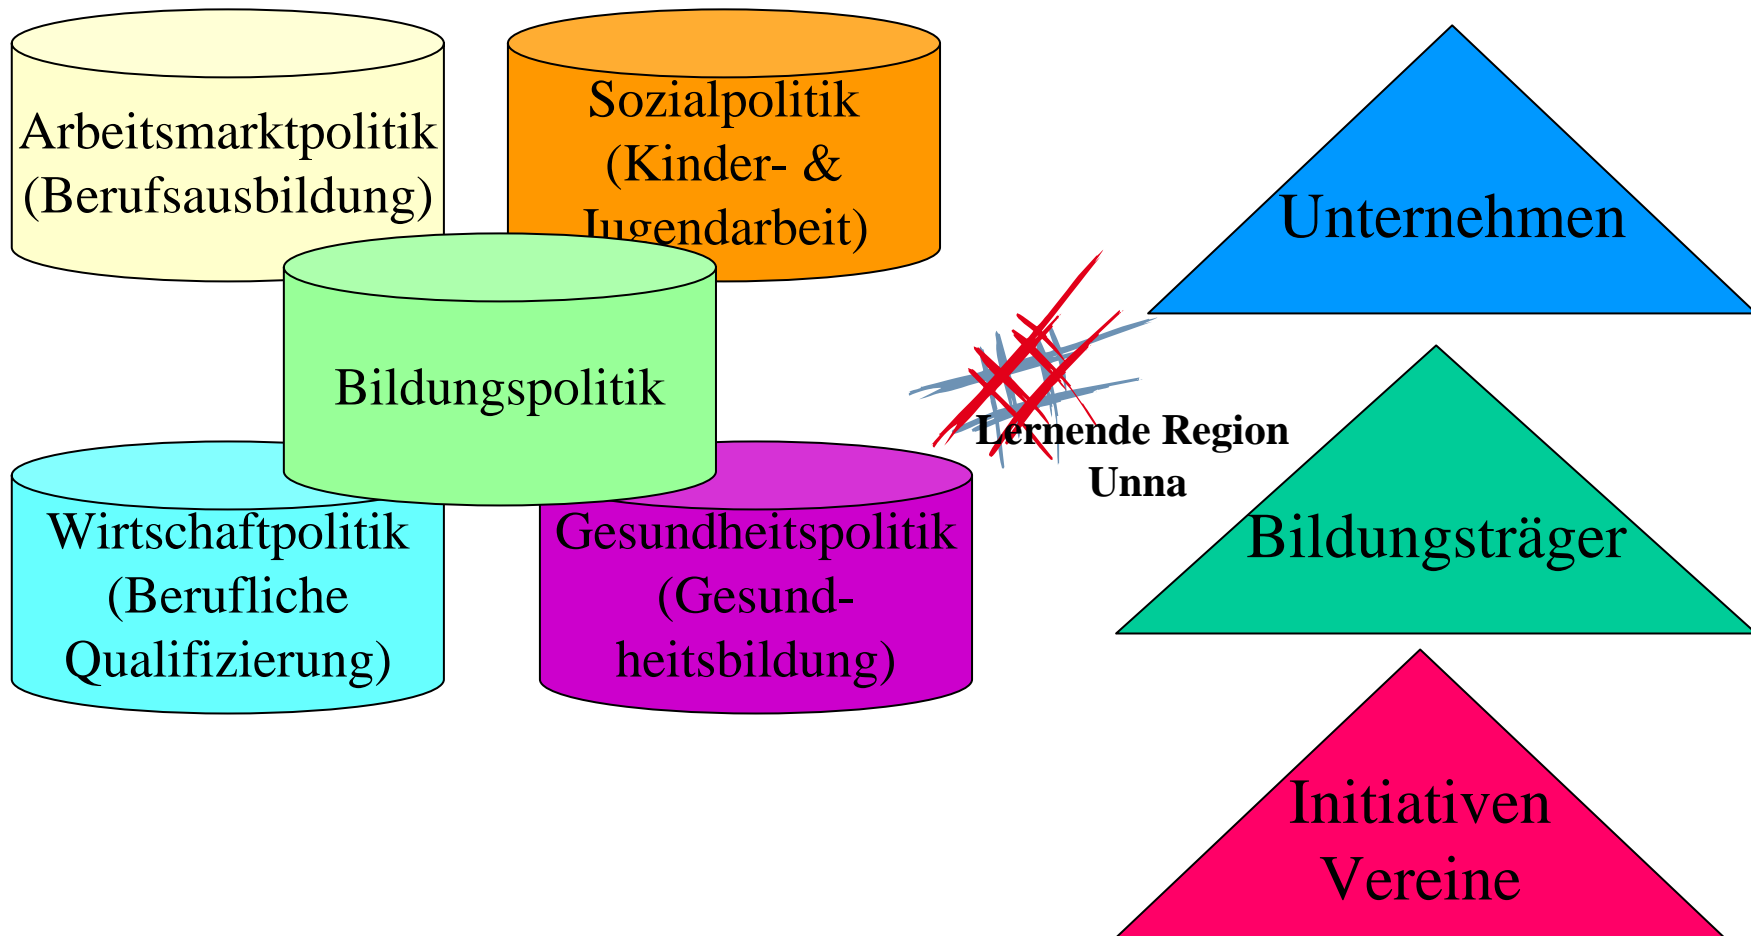 Arbeitsmarktpolitik
(Berufsausbildung)
Sozialpolitik
(Kinder- &
Jugendarbeit)
Bildungspolitik
Wirtschaftpolitik
(Berufliche
Qualifizierung)
Gesundheitspolitik
(Gesund-
heitsbildung)
Lernende Region
Unna
Unternehmen
Bildungsträger
Initiativen
Vereine